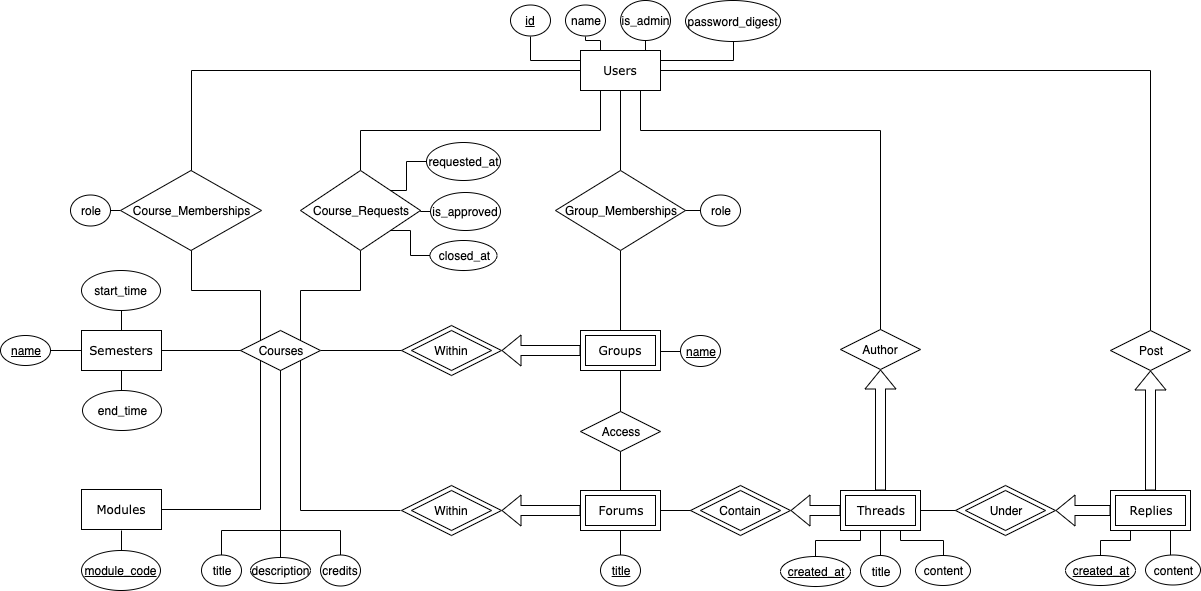 id
name
is_admin
password_digest
Users
requested_at
role
Course_Memberships
Course_Requests
is_approved
Group_Memberships
role
closed_at
start_time
name
Semesters
Courses
Within
Groups
name
Author
Post
end_time
Access
Modules
Within
Forums
Contain
Threads
Under
Replies
module_code
title
description
credits
title
created_at
title
content
created_at
content